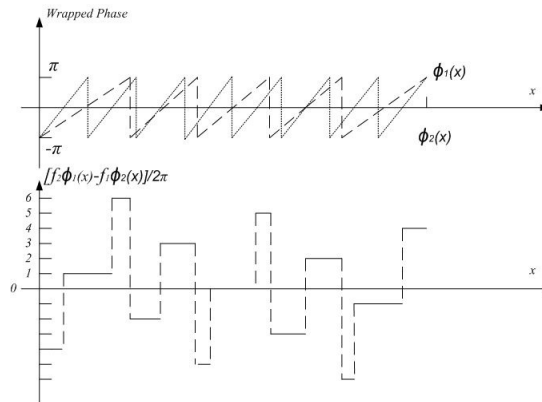 Wrapped Phase
π
ϕ₁(x)
x
-π
ϕ₂(x)
[f₂ϕ₁(x)-f₁ϕ₂(x)]/2π
6
5
4
3
2
1
x
0